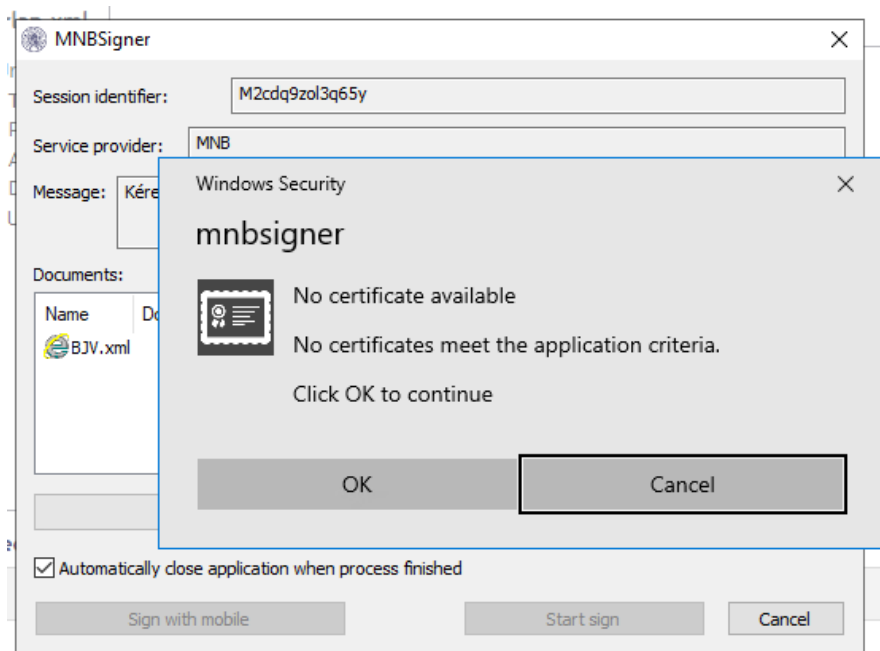 MNBSigner
Session identifier: M2cdq9zol3q65y
Service provider: MNB
Message: Kére
Windows Security
mnbsigner
No certificate available
No certificates meet the application criteria.
Click OK to continue
OK Cancel
Documents:
Name Do
BJV.xml
Automatically close application when process finished
Sign with mobile Start sign Cancel